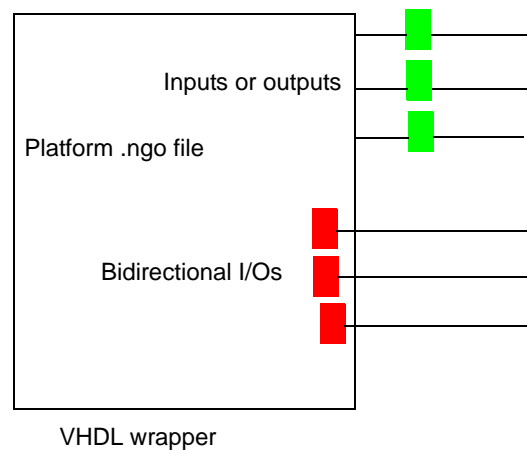 Inputs or outputs
Platform .ngo file
Bidirectional I/Os
VHDL wrapper